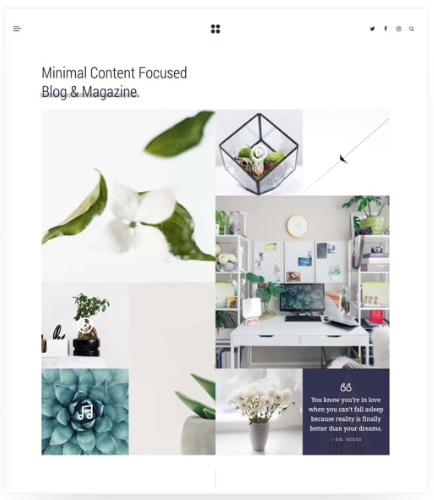 Minimal Content Focused
Blog & Magazine
You know you're in love
when you can't fall asleep
because reality is finally
better than your dreams.
— DR. SEUSS